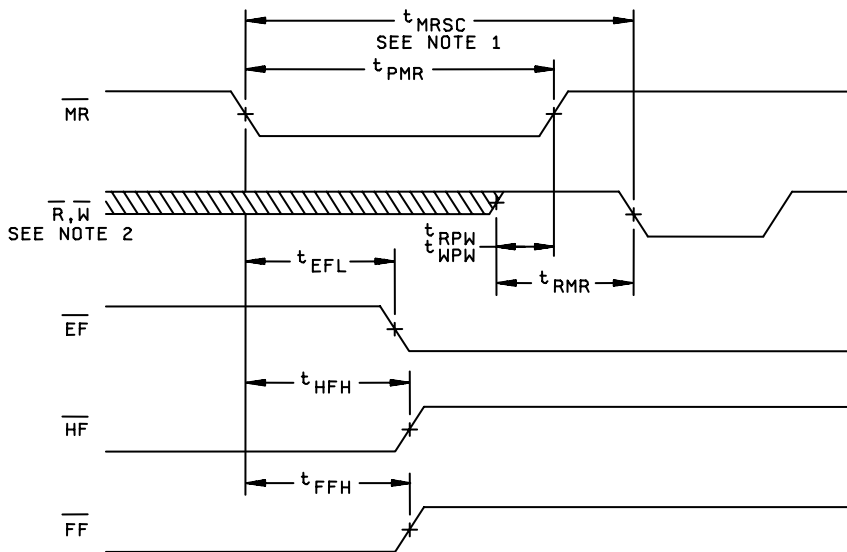 tMRSC
SEE NOTE 1
tPMR
MR
R,W
SEE NOTE 2
tRPW
tWPW
tEFL
tRMR
EF
tHFH
HF
tFFH
FF